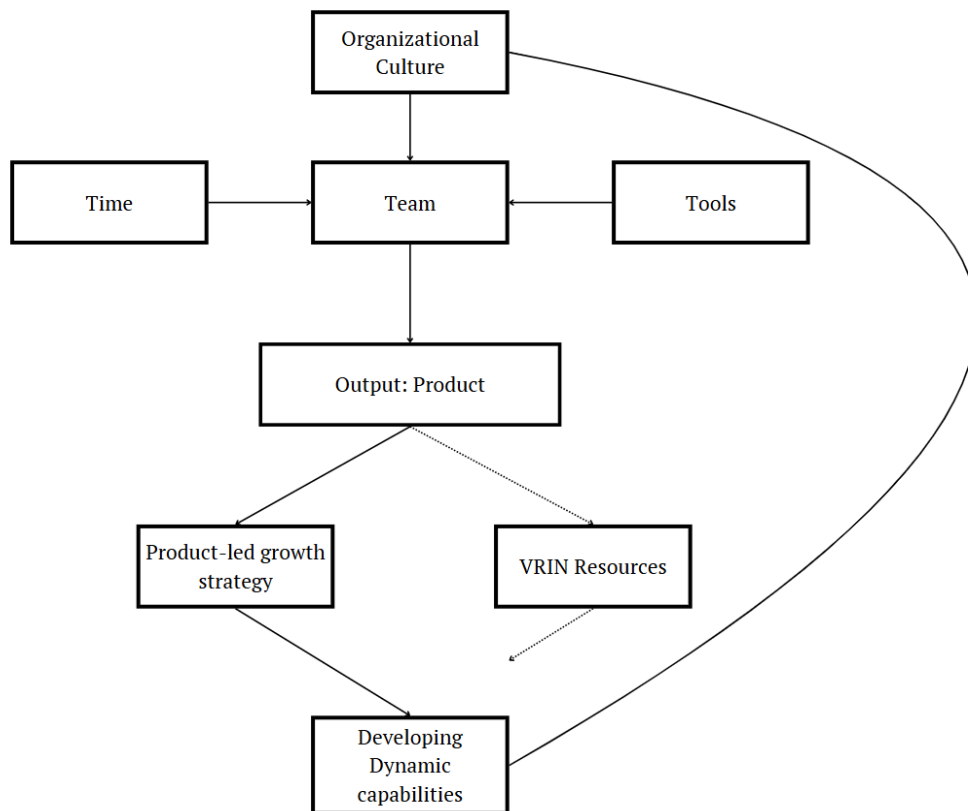 Organizational
Culture
Time
Team
Tools
Output: Product
Product-led growth
strategy
VRIN Resources
Developing
Dynamic
capabilities